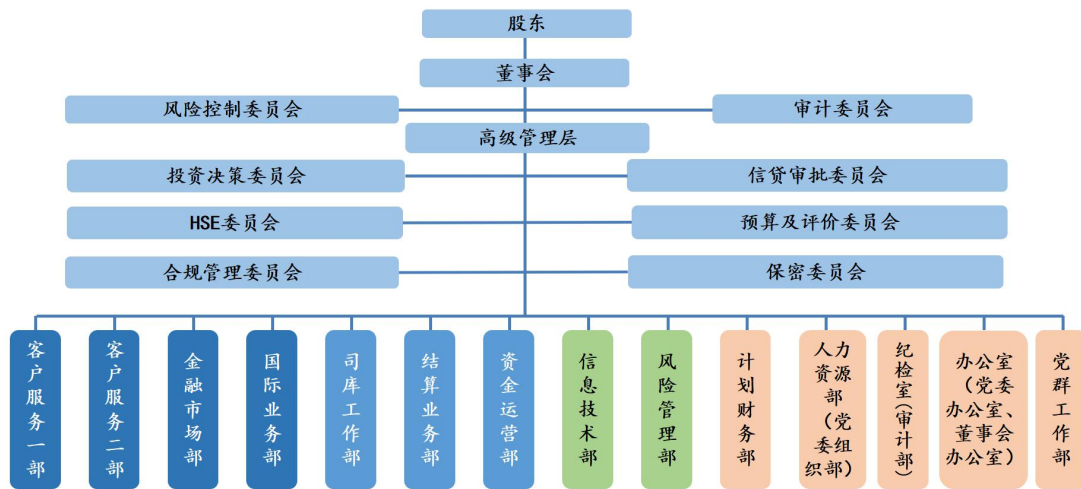 股东
董事会
风险控制委员会
审计委员会
高级管理层
投资决策委员会
信贷审批委员会
HSE委员会
预算及评价委员会
合规管理委员会
保密委员会
客户服务一部
客户服务二部
金融市场部
国际业务部
司库工作部
结算业务部
资金运营部
信息技术部
风险管理部
计划财务部
人力
资源
部
（党
委组
织部）
纪检室（审计
部）
办公室
（党委
办公室、
董事会
办公室）
党群工作部